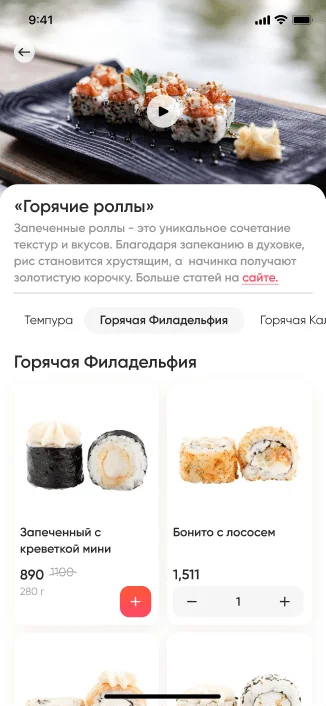 9:41
«Горячие роллы»
Запеченные роллы - это уникальное сочетание
текстур и вкусов. Благодаря запеканию в духовке,
рис становится хрустящим, а начинка получают
золотистую корочку. Больше статей на сайте.
Темпура Горячая Филадельфия Горячая Кал
Горячая Филадельфия
Запеченный с
креветкой мини
890 1100
280 г
+
Бонито с лососем
1,511
− 1 +